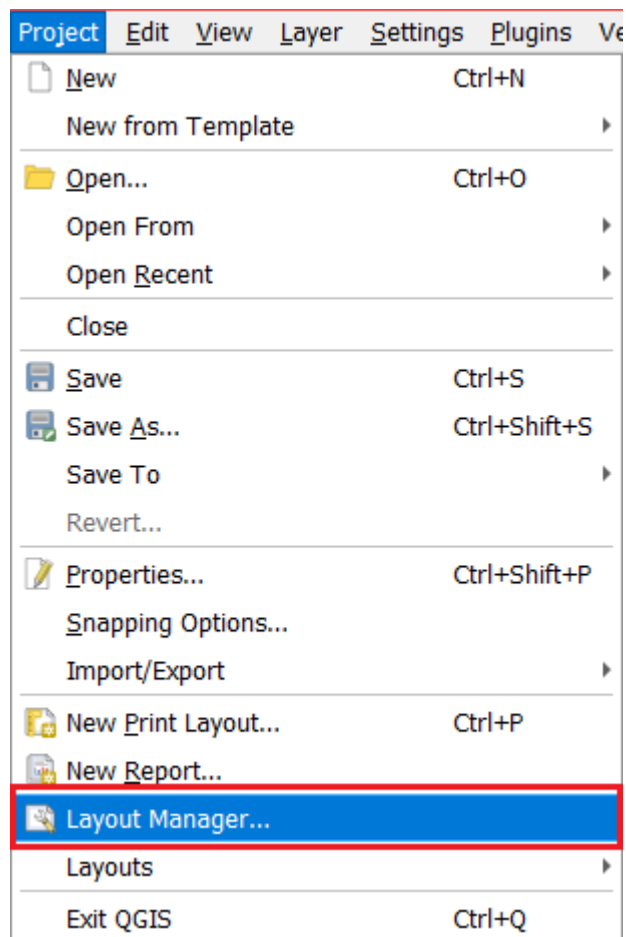 Project Edit View Layer Settings Plugins Ve
New Ctrl+N
New from Template
Open... Ctrl+O
Open From
Open Recent
Close
Save Ctrl+S
Save As... Ctrl+Shift+S
Save To
Revert...
Properties... Ctrl+Shift+P
Snapping Options...
Import/Export
New Print Layout... Ctrl+P
New Report...
Layout Manager...
Layouts
Exit QGIS Ctrl+Q